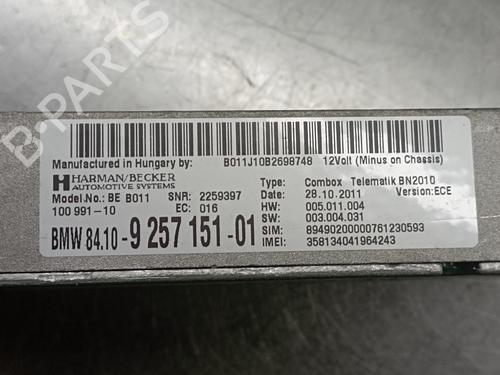 B-PARTS
Manufactured in Hungary by: B011J10B2698748 12Volt (Minus on Chassis)
HARMAN/BECKER
AUTOMOTIVE SYSTEMS
Model.No.: BE B011 SNR: 2259397
100 991-10 EC: 016
BMW 84.10- 9 257 151 -01
Type: Combox Telematik BN2010
Date: 28.10.2011 Version: ECE
HW: 005.011.004
SW: 003.004.031
SIM: 89490200000761230593
IMEI: 358134041964243